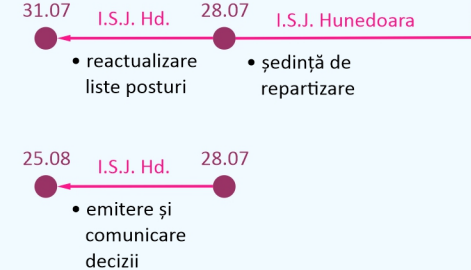 31.07 I.S.J. Hd. 28.07 I.S.J. Hunedoara
• reactualizare
liste posturi
• ședință de
repartizare
25.08 I.S.J. Hd. 28.07
• emitere și
comunicare
decizii